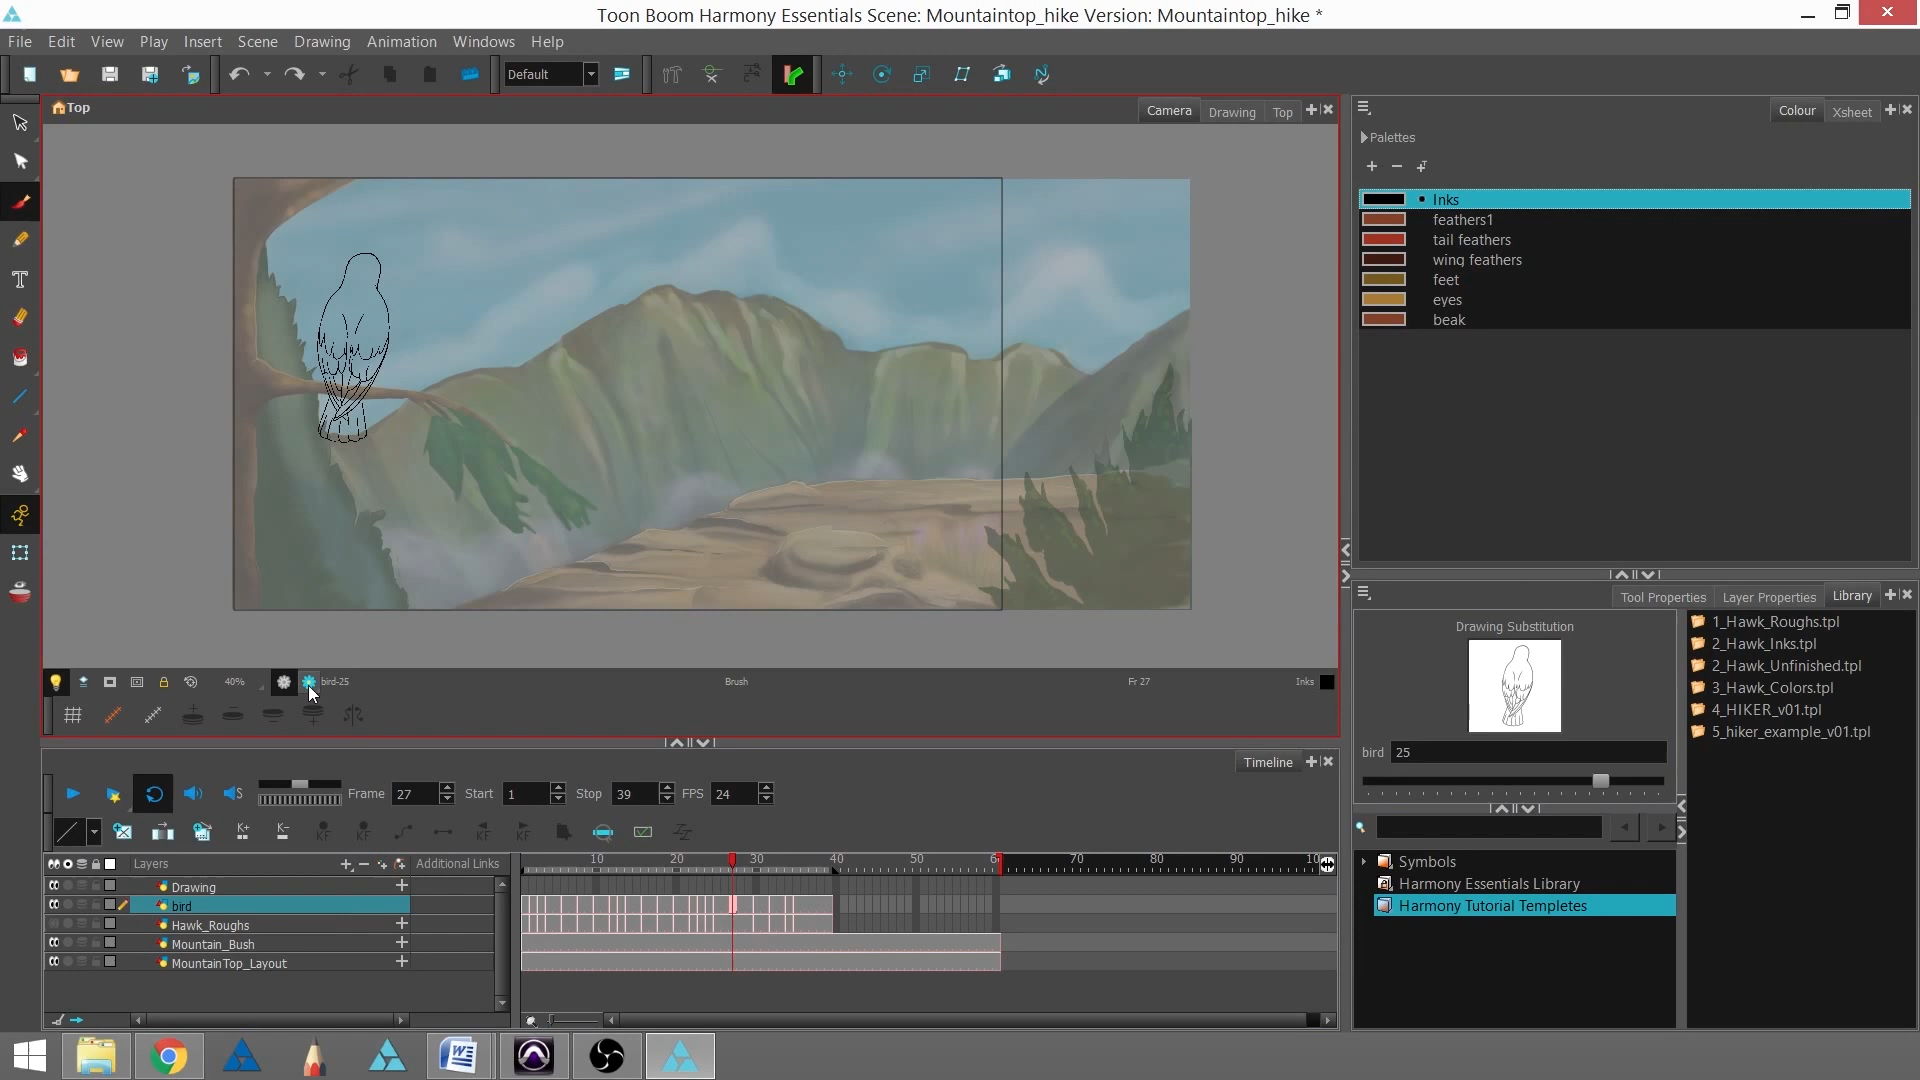 Toon Boom Harmony Essentials Scene: Mountaintop_hike Version: Mountaintop_hike *
File Edit View Play Insert Scene Drawing Animation Windows Help
Default
Top
Camera Drawing Top
Colour Xsheet
Palettes
Inks
feathers1
tail feathers
wing feathers
feet
eyes
beak
40% bird-25 Brush Fr 27 Inks
Tool Properties Layer Properties Library
Drawing Substitution
bird 25
1_Hawk_Roughs.tpl
2_Hawk_Inks.tpl
2_Hawk_Unfinished.tpl
3_Hawk_Colors.tpl
4_HIKER_v01.tpl
5_hiker_example_v01.tpl
Timeline
Frame 27 Start 1 Stop 39 FPS 24
K+ K- KF KF KF KF
Layers Additional Links 10 20 30 40 50 70 80 90
Drawing
bird
Hawk_Roughs
Mountain_Bush
MountainTop_Layout
Symbols
Harmony Essentials Library
Harmony Tutorial Templetes